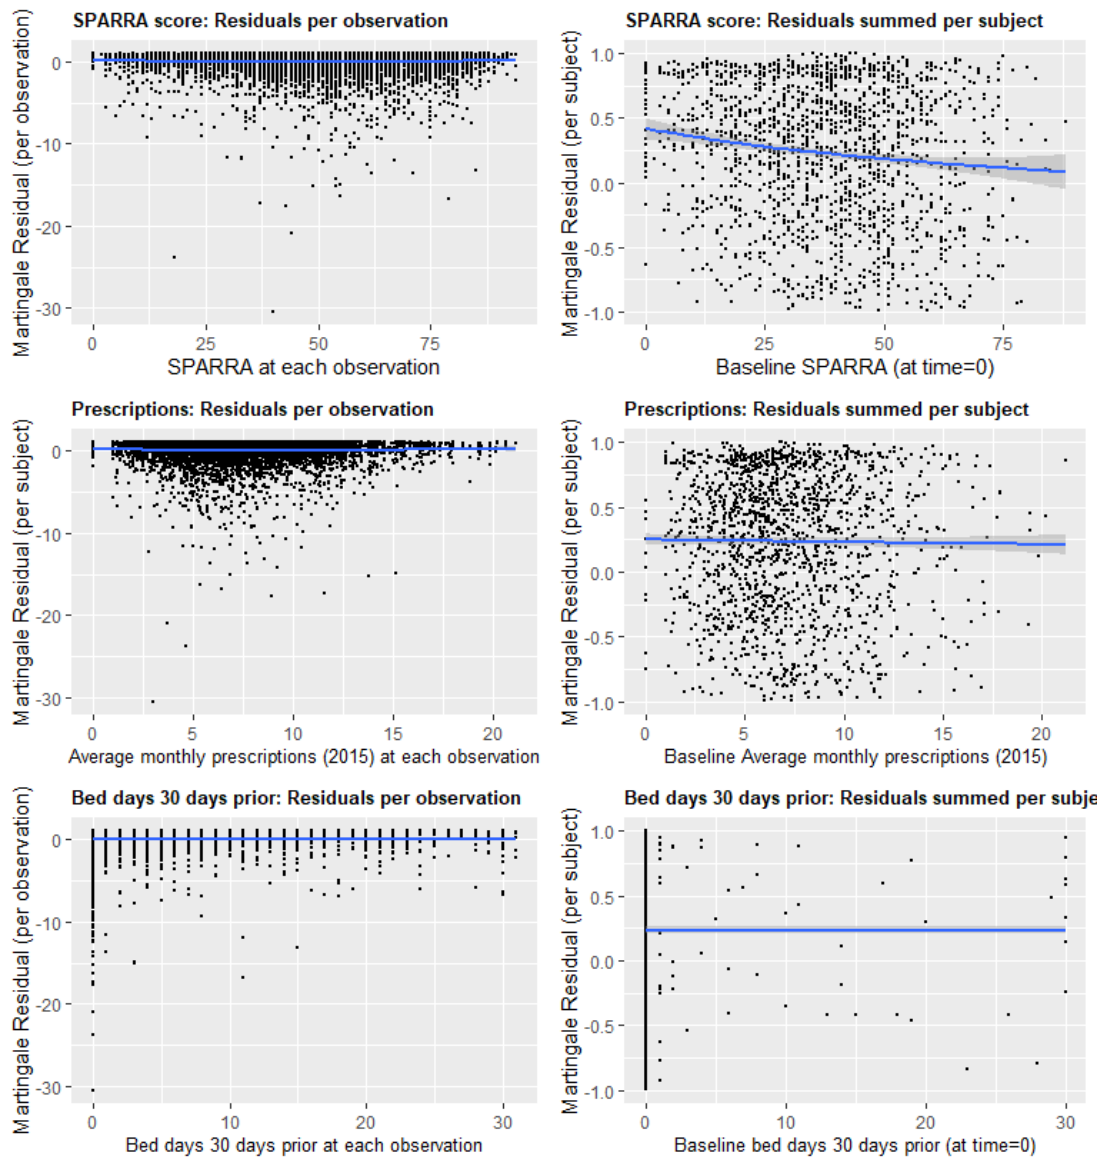 SPARRA score: Residuals per observation
Martingale Residual (per observation)
0
-10
-20
-30
0 25 50 75
SPARRA at each observation
SPARRA score: Residuals summed per subject
Martingale Residual (per subject)
1.0
0.5
0.0
-0.5
-1.0
0 25 50 75
Baseline SPARRA (at time=0)
Prescriptions: Residuals per observation
Martingale Residual (per subject)
0
-10
-20
-30
0 5 10 15 20
Average monthly prescriptions (2015) at each observation
Prescriptions: Residuals summed per subject
Martingale Residual (per subject)
1.0
0.5
0.0
-0.5
-1.0
0 5 10 15 20
Baseline Average monthly prescriptions (2015)
Bed days 30 days prior: Residuals per observation
Martingale Residual (per observation)
0
-10
-20
-30
0 10 20 30
Bed days 30 days prior at each observation
Bed days 30 days prior: Residuals summed per subje
Martingale Residual (per subject)
1.0
0.5
0.0
-0.5
-1.0
0 10 20 30
Baseline bed days 30 days prior (at time=0)